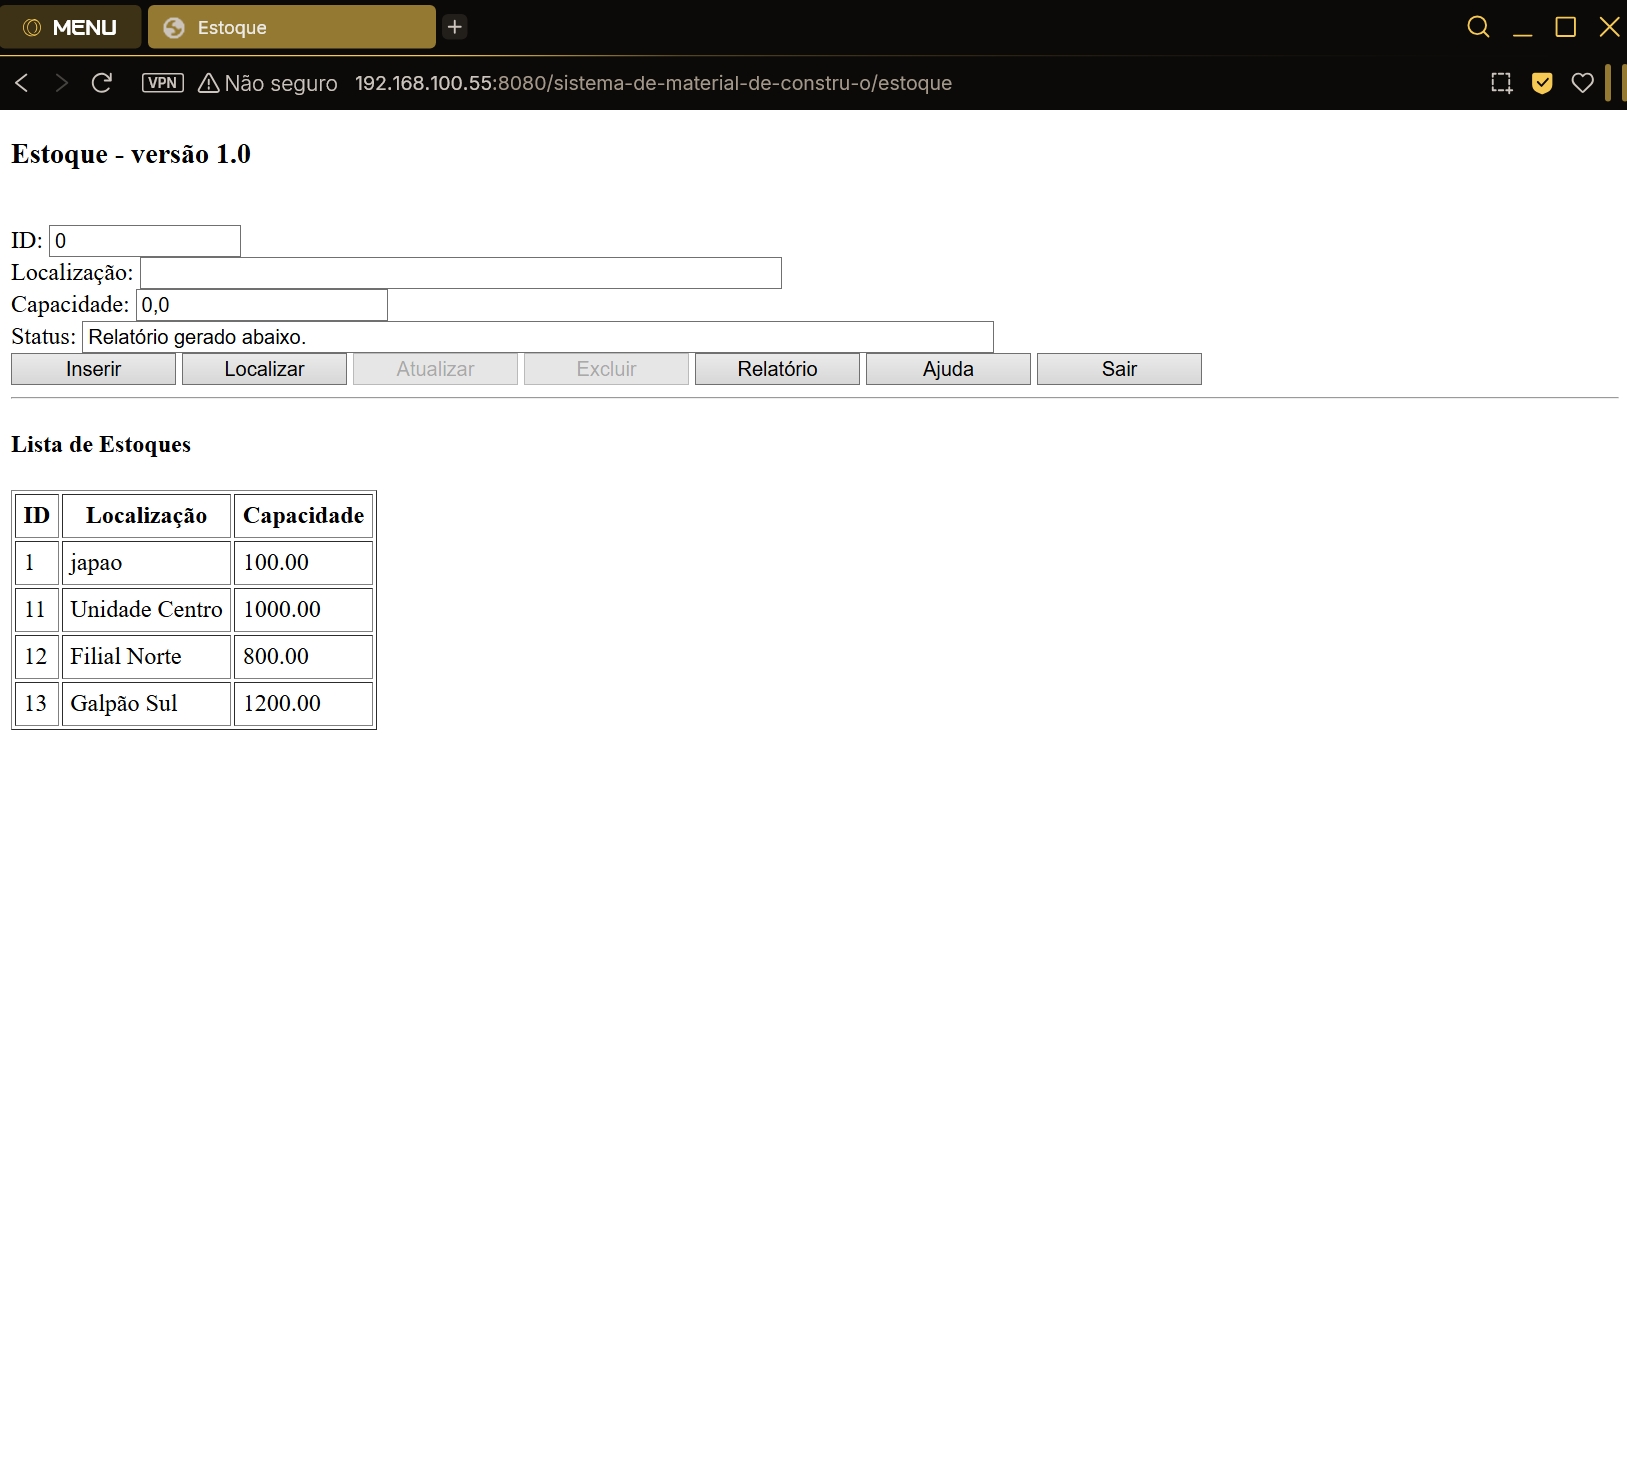 MENU
Estoque
VPN
Não seguro
192.168.100.55:8080/sistema-de-material-de-constru-o/estoque
Estoque - versão 1.0
ID: 0
Localização:
Capacidade: 0,0
Status: Relatório gerado abaixo.
Inserir Localizar Atualizar Excluir Relatório Ajuda Sair
Lista de Estoques
ID Localização Capacidade
1 japao 100.00
11 Unidade Centro 1000.00
12 Filial Norte 800.00
13 Galpão Sul 1200.00